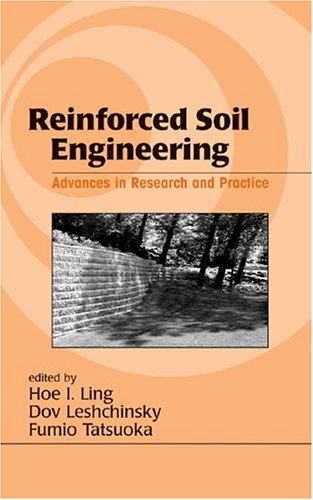 Reinforced Soil
Engineering
Advances in Research and Practice
edited by
Hoe I. Ling
Dov Leshchinsky
Fumio Tatsuoka